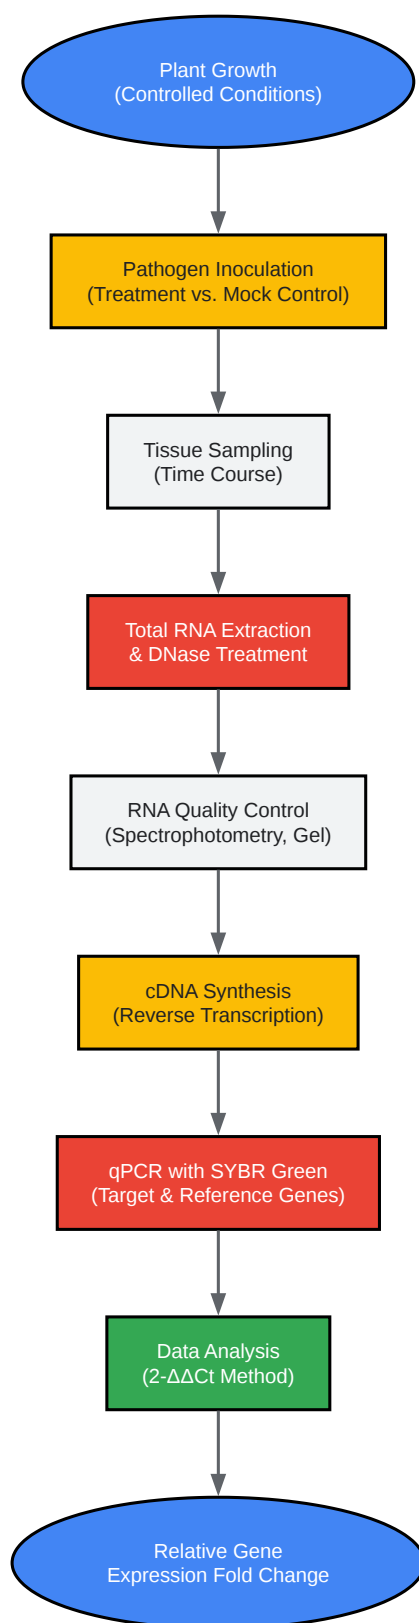 Plant Growth
(Controlled Conditions)
Pathogen Inoculation
(Treatment vs. Mock Control)
Tissue Sampling
(Time Course)
Total RNA Extraction
& DNase Treatment
RNA Quality Control
(Spectrophotometry, Gel)
cDNA Synthesis
(Reverse Transcription)
qPCR with SYBR Green
(Target & Reference Genes)
Data Analysis
(2-ΔΔCt Method)
Relative Gene
Expression Fold Change